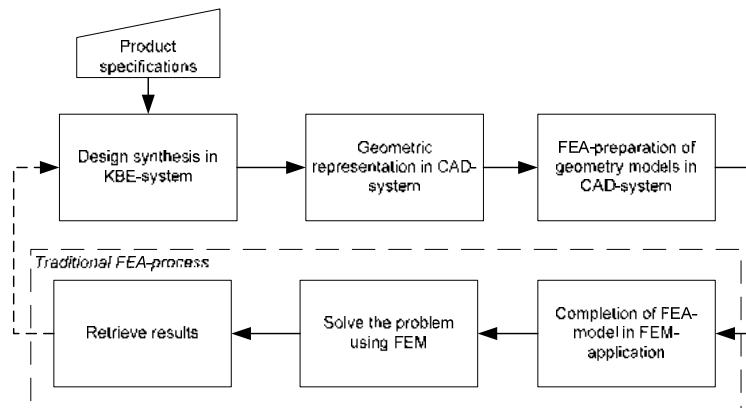 Product
specifications
Design synthesis in
KBE-system
Geometric
representation in CAD-
system
FEA-preparation of
geometry models in
CAD-system
Traditional FEA-process
Retrieve results
Solve the problem
using FEM
Completion of FEA-
model in FEM-
application